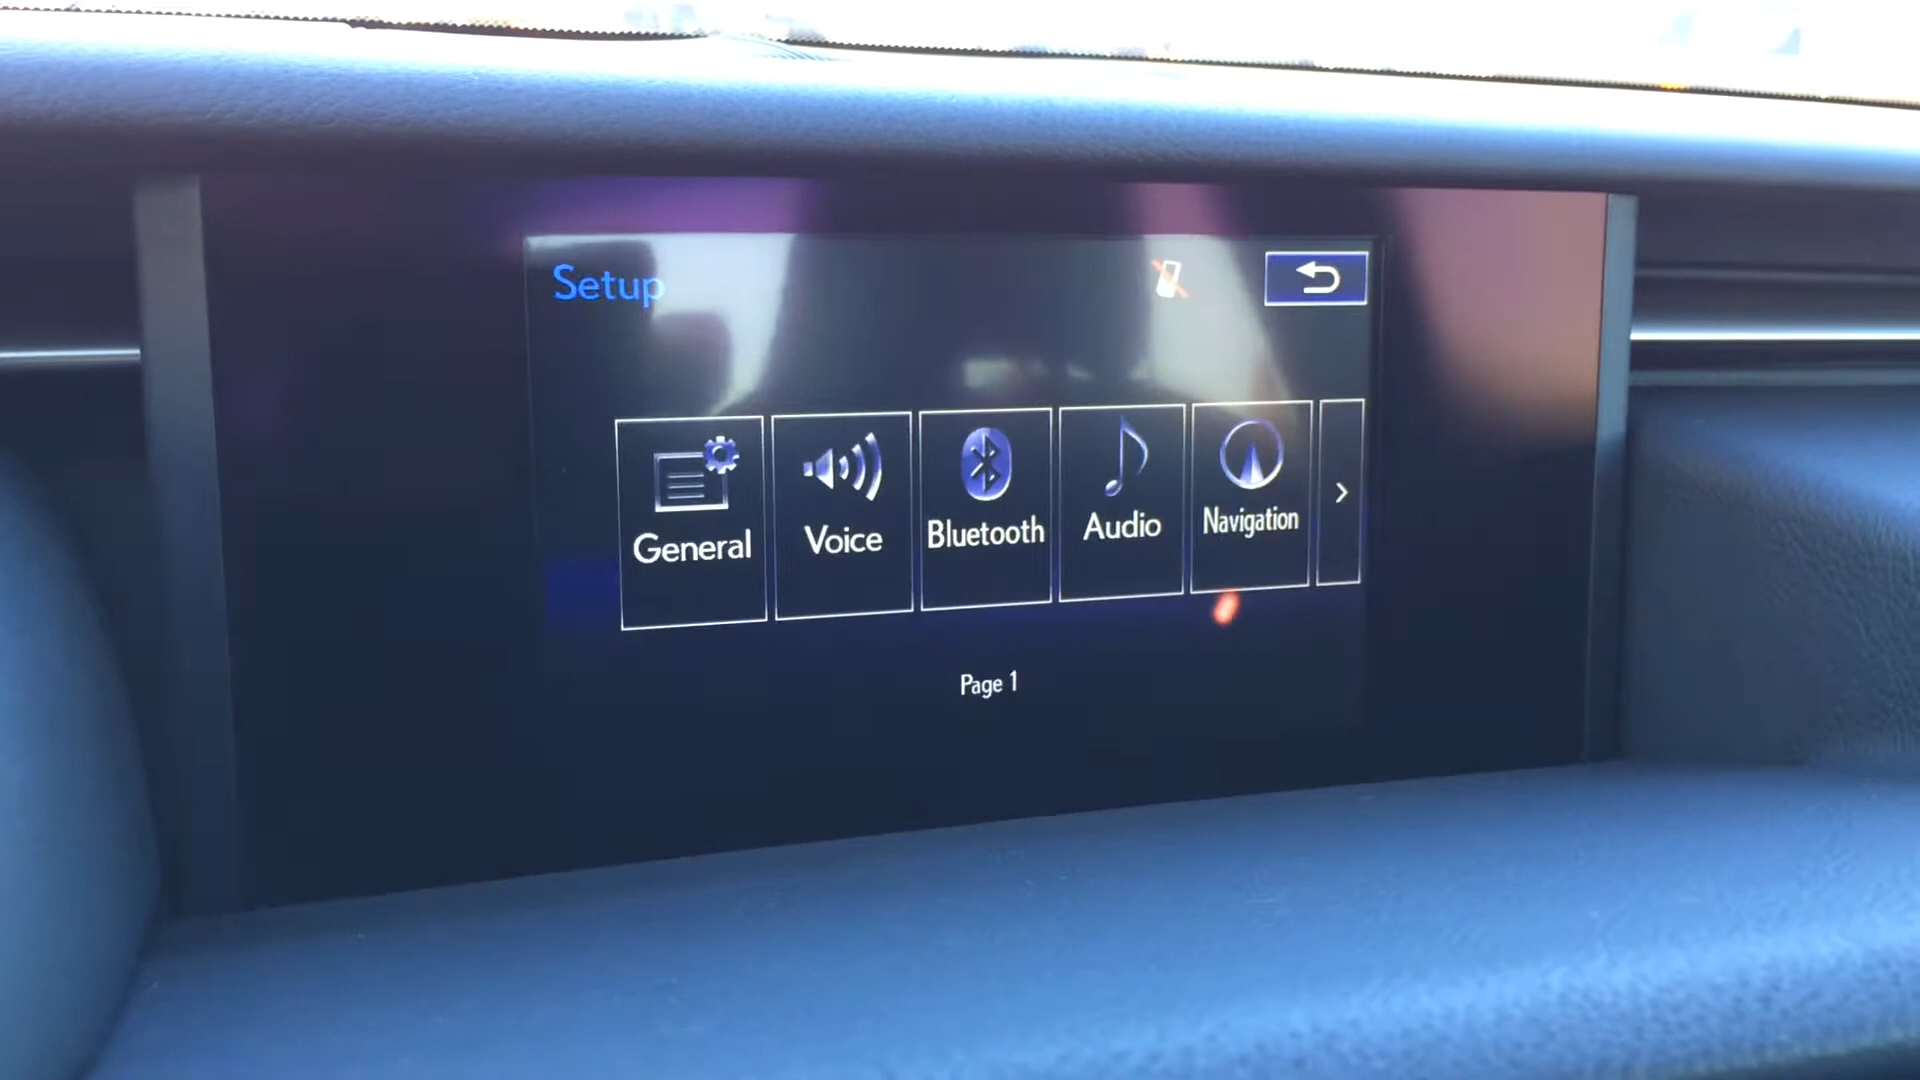 Setup
General
Voice
Bluetooth
Audio
Navigation
Page 1